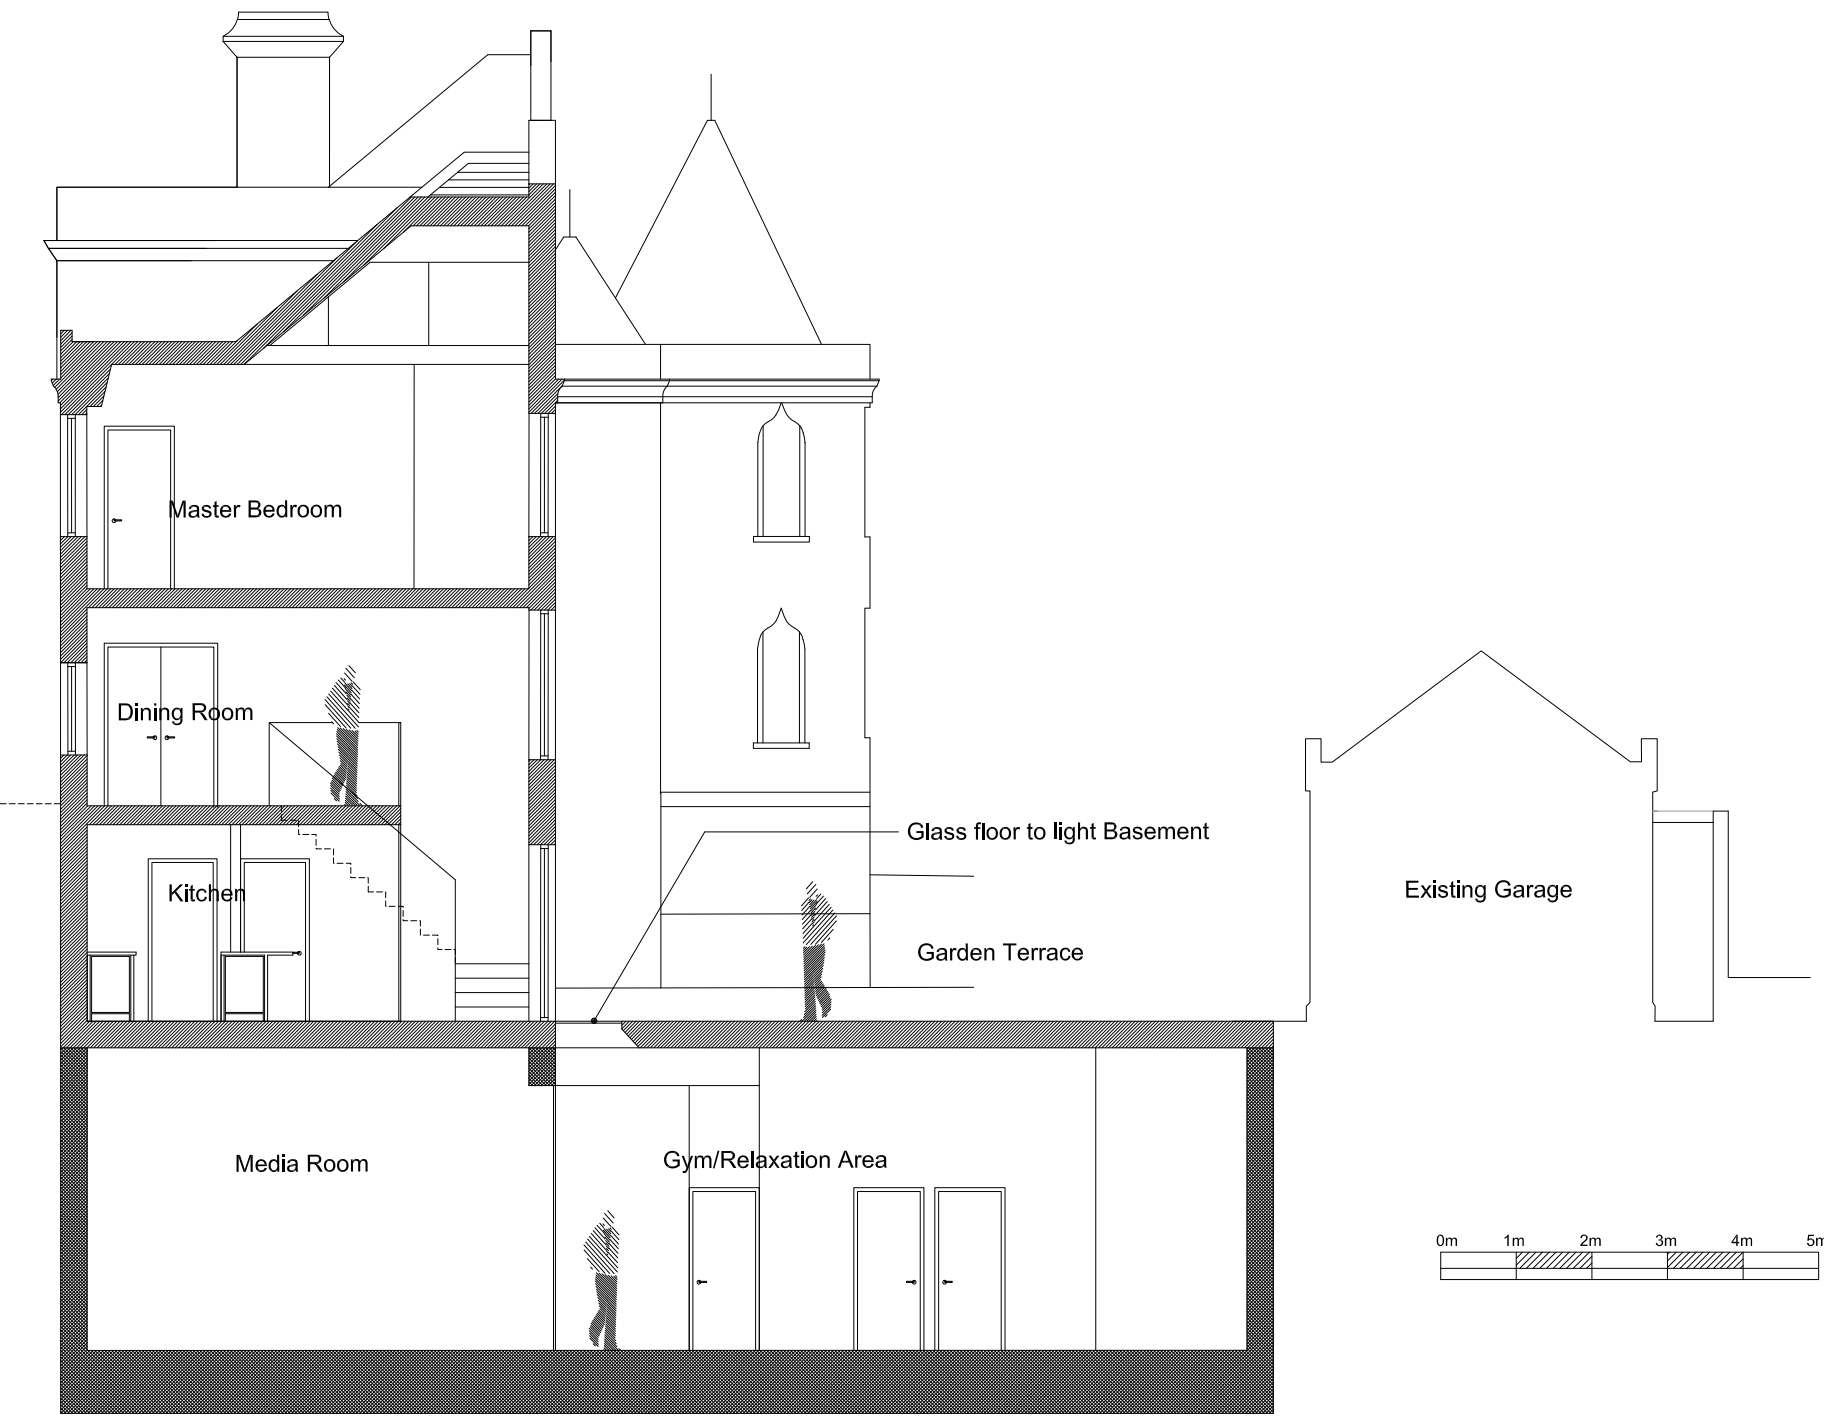 Master Bedroom
Dining Room
Glass floor to light Basement
Kitchen
Existing Garage
Garden Terrace
Media Room
Gym/Relaxation Area
0m 1m 2m 3m 4m 5m